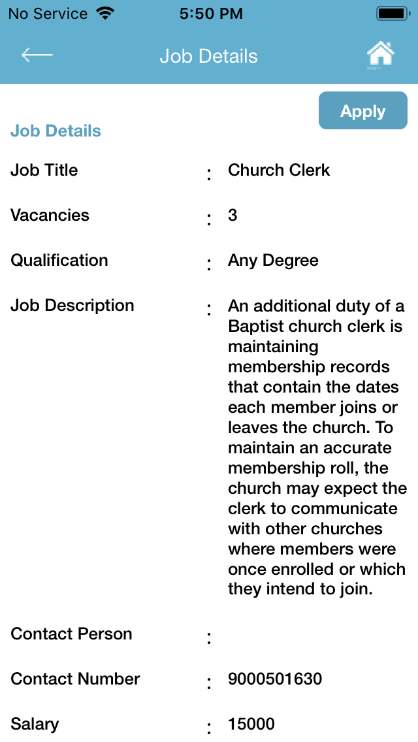 No Service 5:50 PM
Job Details
Apply
Job Details
Job Title : Church Clerk
Vacancies : 3
Qualification : Any Degree
Job Description : An additional duty of a
Baptist church clerk is
maintaining
membership records
that contain the dates
each member joins or
leaves the church. To
maintain an accurate
membership roll, the
church may expect the
clerk to communicate
with other churches
where members were
once enrolled or which
they intend to join.
Contact Person :
Contact Number : 9000501630
Salary : 15000